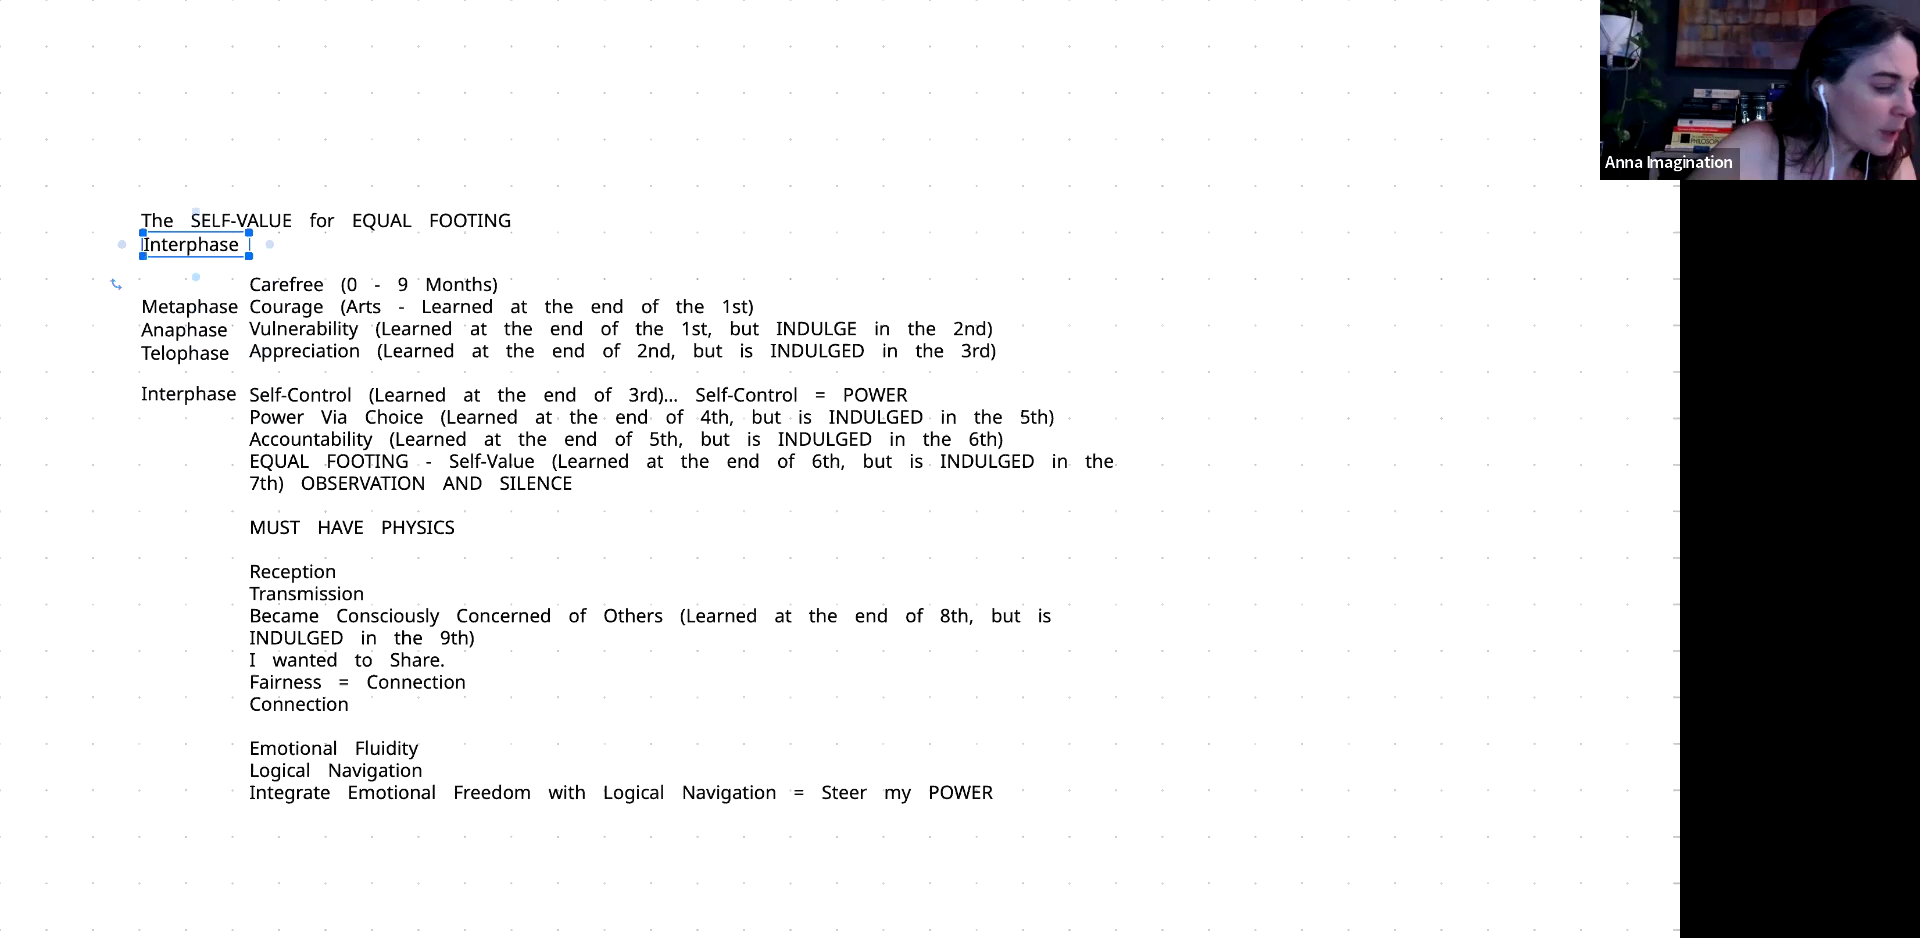 Anna Imagination
The SELF-VALUE for EQUAL FOOTING
Interphase
Carefree (0 - 9 Months)
Metaphase Courage (Arts - Learned at the end of the 1st)
Anaphase Vulnerability (Learned at the end of the 1st, but INDULGE in the 2nd)
Telophase Appreciation (Learned at the end of 2nd, but is INDULGED in the 3rd)
Interphase Self-Control (Learned at the end of 3rd)... Self-Control = POWER
Power Via Choice (Learned at the end of 4th, but is INDULGED in the 5th)
Accountability (Learned at the end of 5th, but is INDULGED in the 6th)
EQUAL FOOTING - Self-Value (Learned at the end of 6th, but is INDULGED in the
7th) OBSERVATION AND SILENCE
MUST HAVE PHYSICS
Reception
Transmission
Became Consciously Concerned of Others (Learned at the end of 8th, but is
INDULGED in the 9th)
I wanted to Share.
Fairness = Connection
Connection
Emotional Fluidity
Logical Navigation
Integrate Emotional Freedom with Logical Navigation = Steer my POWER